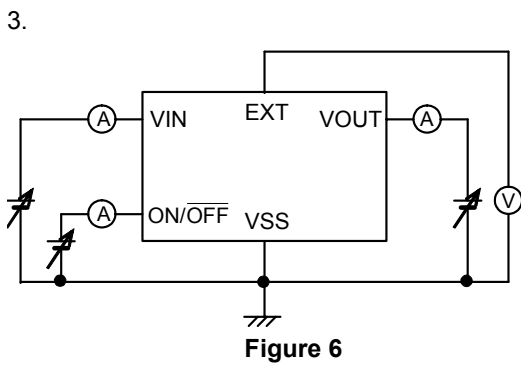 3.
EXT
A VIN VOUT A
V
A ON/OFF VSS
Figure 6